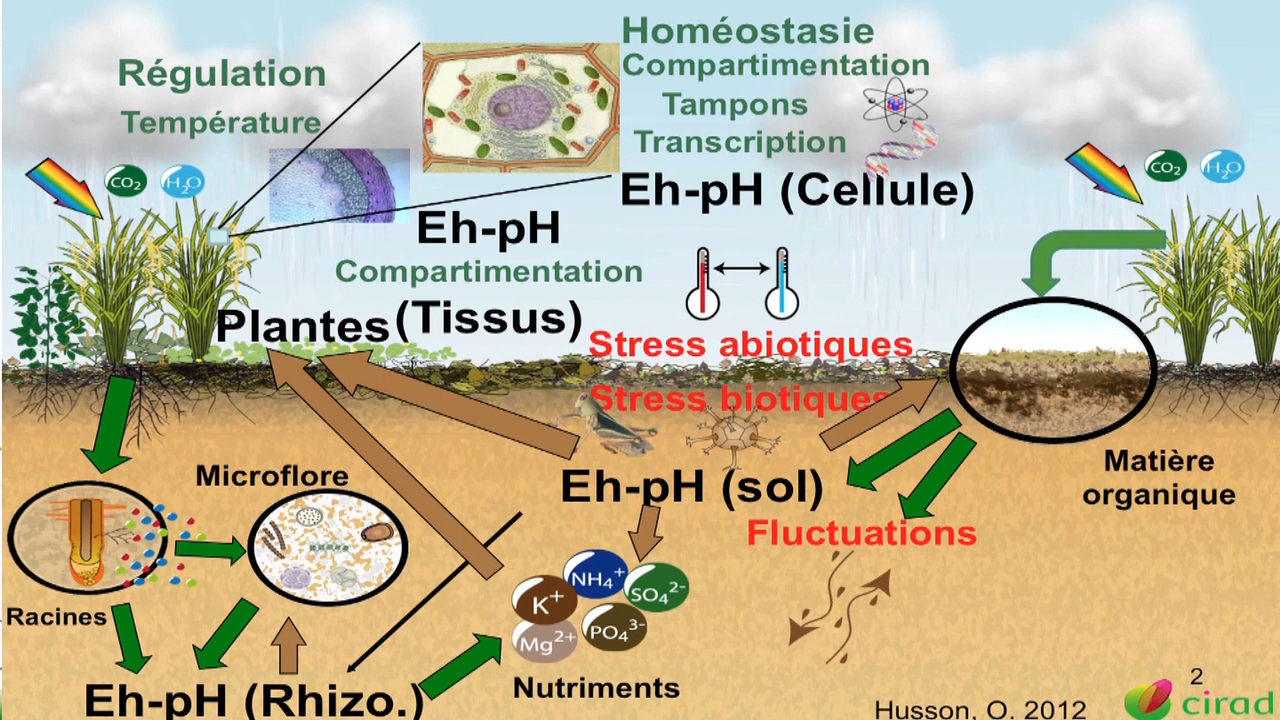 Homéostasie
Régulation
Compartimentation
Température
Tampons
Transcription
CO₂
H₂O
Eh-pH (Cellule)
CO₂
H₂O
Eh-pH
Compartimentation
Plantes (Tissus)
Stress abiotiques
Stress biotiques
Matière
organique
Microflore
Eh-pH (sol)
Fluctuations
NH₄⁺
SO₄²⁻
K⁺
PO₄³⁻
Mg²⁺
Racines
Nutriments
Eh-pH (Rhizo.)
2
Husson, O. 2012
cirad